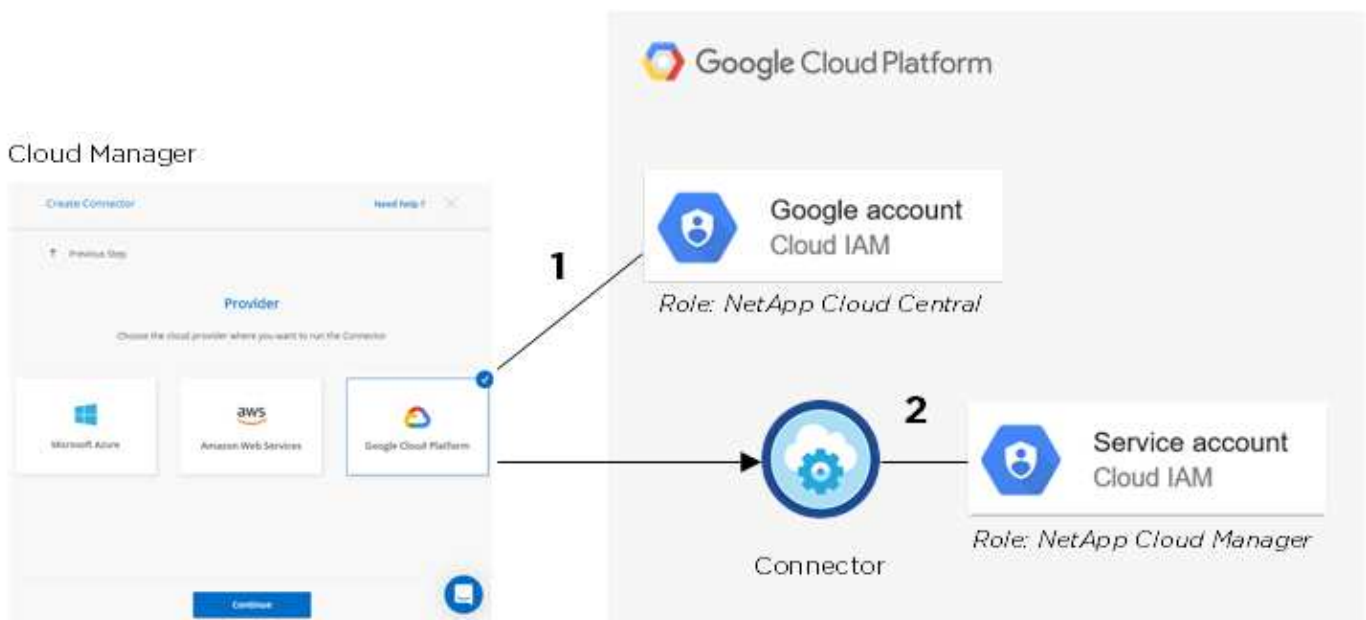 Google Cloud Platform
Cloud Manager
Create Connector
Need help ?
Previous Step
Google account
Cloud IAM
1
Provider
Role: NetApp Cloud Central
Choose the cloud provider where you want to run the Connector
aws
Microsoft Azure
Amazon Web Services
Google Cloud Platform
2
Service account
Cloud IAM
Role: NetApp Cloud Manager
Connector
Continue